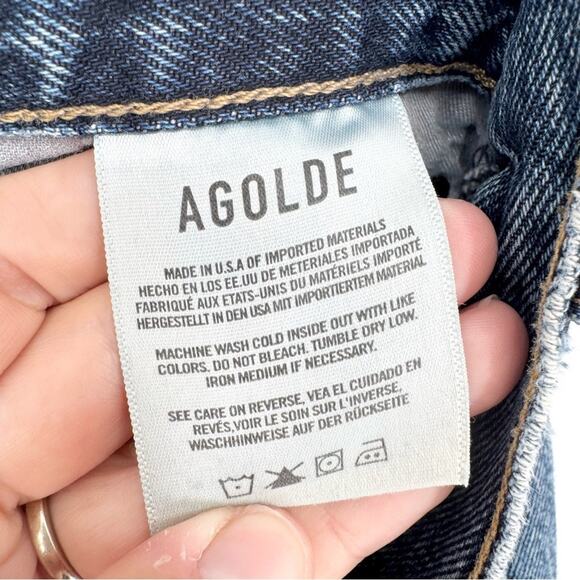 AGOLDE
MADE IN U.S.A OF IMPORTED MATERIALS
HECHO EN LOS EE.UU DE METERIALES IMPORTADA
FABRIQUÉ AUX ETATS-UNIS DU MATÉRIELS IMPORTÉ
HERGESTELLT IN DEN USA MIT IMPORTIERTEM MATERIAL
MACHINE WASH COLD INSIDE OUT WITH LIKE
COLORS. DO NOT BLEACH. TUMBLE DRY LOW.
IRON MEDIUM IF NECESSARY.
SEE CARE ON REVERSE, VEA EL CUIDADO EN
REVÉS,VOIR LE SOIN SUR L'INVERSE,
WASCHHINWEISE AUF DER RÜCKSEITE